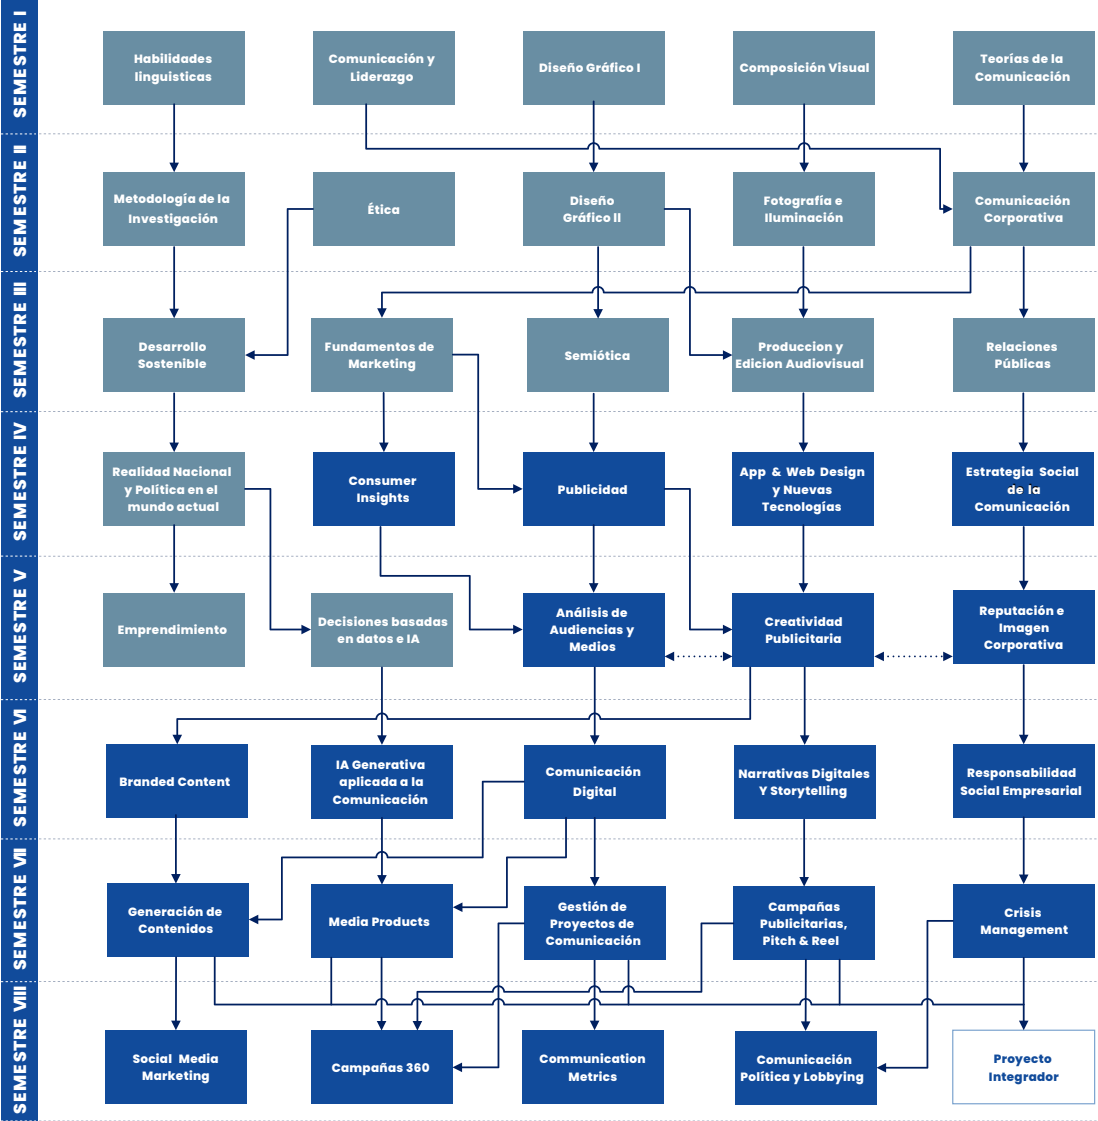 SEMESTRE I
Habilidades
linguisticas
Comunicación y
Liderazgo
Diseño Gráfico I
Composición Visual
Teorías de la
Comunicación
SEMESTRE II
Metodología de la
Investigación
Ética
Diseño
Gráfico II
Fotografía e
Iluminación
Comunicación
Corporativa
SEMESTRE III
Desarrollo
Sostenible
Fundamentos de
Marketing
Semiótica
Produccion y
Edicion Audiovisual
Relaciones
Públicas
SEMESTRE IV
Realidad Nacional
y Política en el
mundo actual
Consumer
Insights
Publicidad
App & Web Design
y Nuevas
Tecnologías
Estrategia Social
de la
Comunicación
SEMESTRE V
Emprendimiento
Decisiones basadas
en datos e IA
Análisis de
Audiencias y
Medios
Creatividad
Publicitaria
Reputación e
Imagen
Corporativa
SEMESTRE VI
Branded Content
IA Generativa
aplicada a la
Comunicación
Comunicación
Digital
Narrativas Digitales
Y Storytelling
Responsabilidad
Social Empresarial
SEMESTRE VII
Generación de
Contenidos
Media Products
Gestión de
Proyectos de
Comunicación
Campañas
Publicitarias,
Pitch & Reel
Crisis
Management
SEMESTRE VIII
Social Media
Marketing
Campañas 360
Communication
Metrics
Comunicación
Política y Lobbying
Proyecto
Integrador